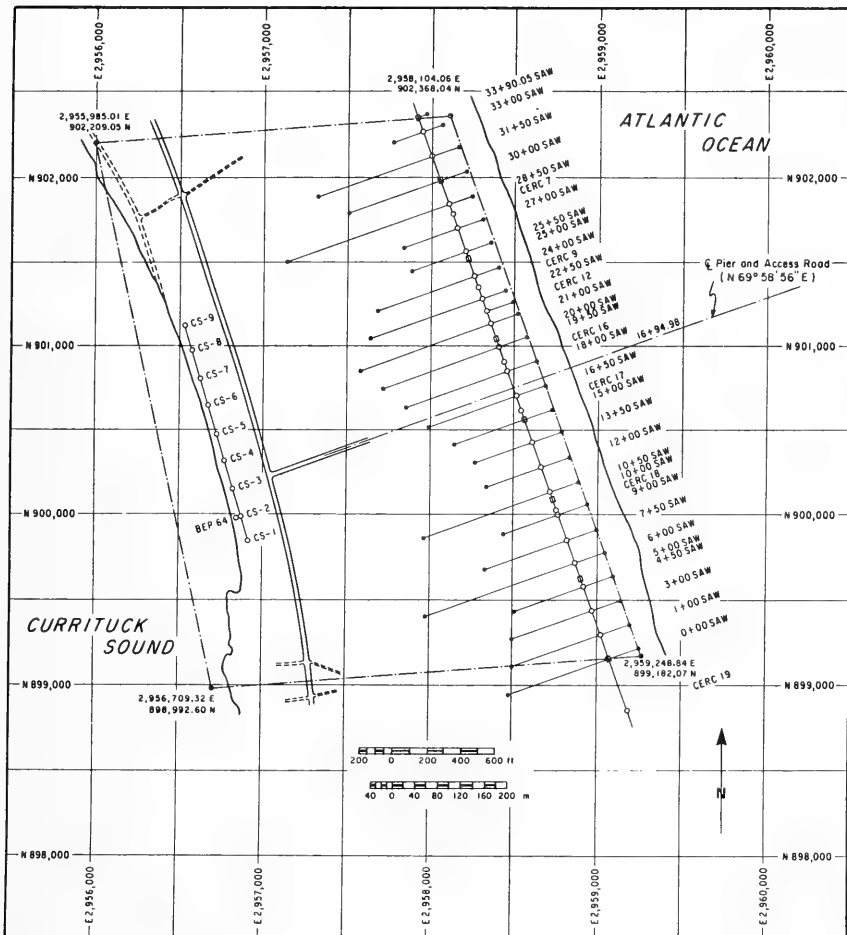 E 2,956,000
E 2,957,000
E 2,959,000
E 2,960,000
2,958,104.06 E
902,368.04 N
2,955,985.01 E
902,209.05 N
33+90.05 SAW
33+00 SAW
31+50 SAW
30+00 SAW
28+50 SAW
CERC 7
27+00 SAW
25+50 SAW
25+00 SAW
24+00 SAW
CERC 9
22+50 SAW
CERC 12
21+00 SAW
20+00 SAW
19+50 SAW
CERC 16
18+00 SAW
16+94.98
16+50 SAW
CERC 17
15+00 SAW
13+50 SAW
12+00 SAW
10+50 SAW
10+00 SAW
CERC 18
9+00 SAW
7+50 SAW
6+00 SAW
5+00 SAW
4+50 SAW
3+00 SAW
1+00 SAW
0+00 SAW
CERC 19
ATLANTIC
OCEAN
℄ Pier and Access Road
(N 69° 58' 56" E)
N 902,000
N 901,000
N 900,000
N 899,000
N 898,000
N 902,000
N 901,000
N 900,000
N 899,000
N 898,000
CS-9
CS-8
CS-7
CS-6
CS-5
CS-4
CS-3
CS-2
BEP 64
CS-1
CURRITUCK
SOUND
2,956,709.32 E
898,992.60 N
2,959,248.84 E
899,182.07 N
200 0 200 400 600 ft
40 0 40 80 120 160 200 m
N
E 2,956,000
E 2,957,000
E 2,958,000
E 2,959,000
E 2,960,000